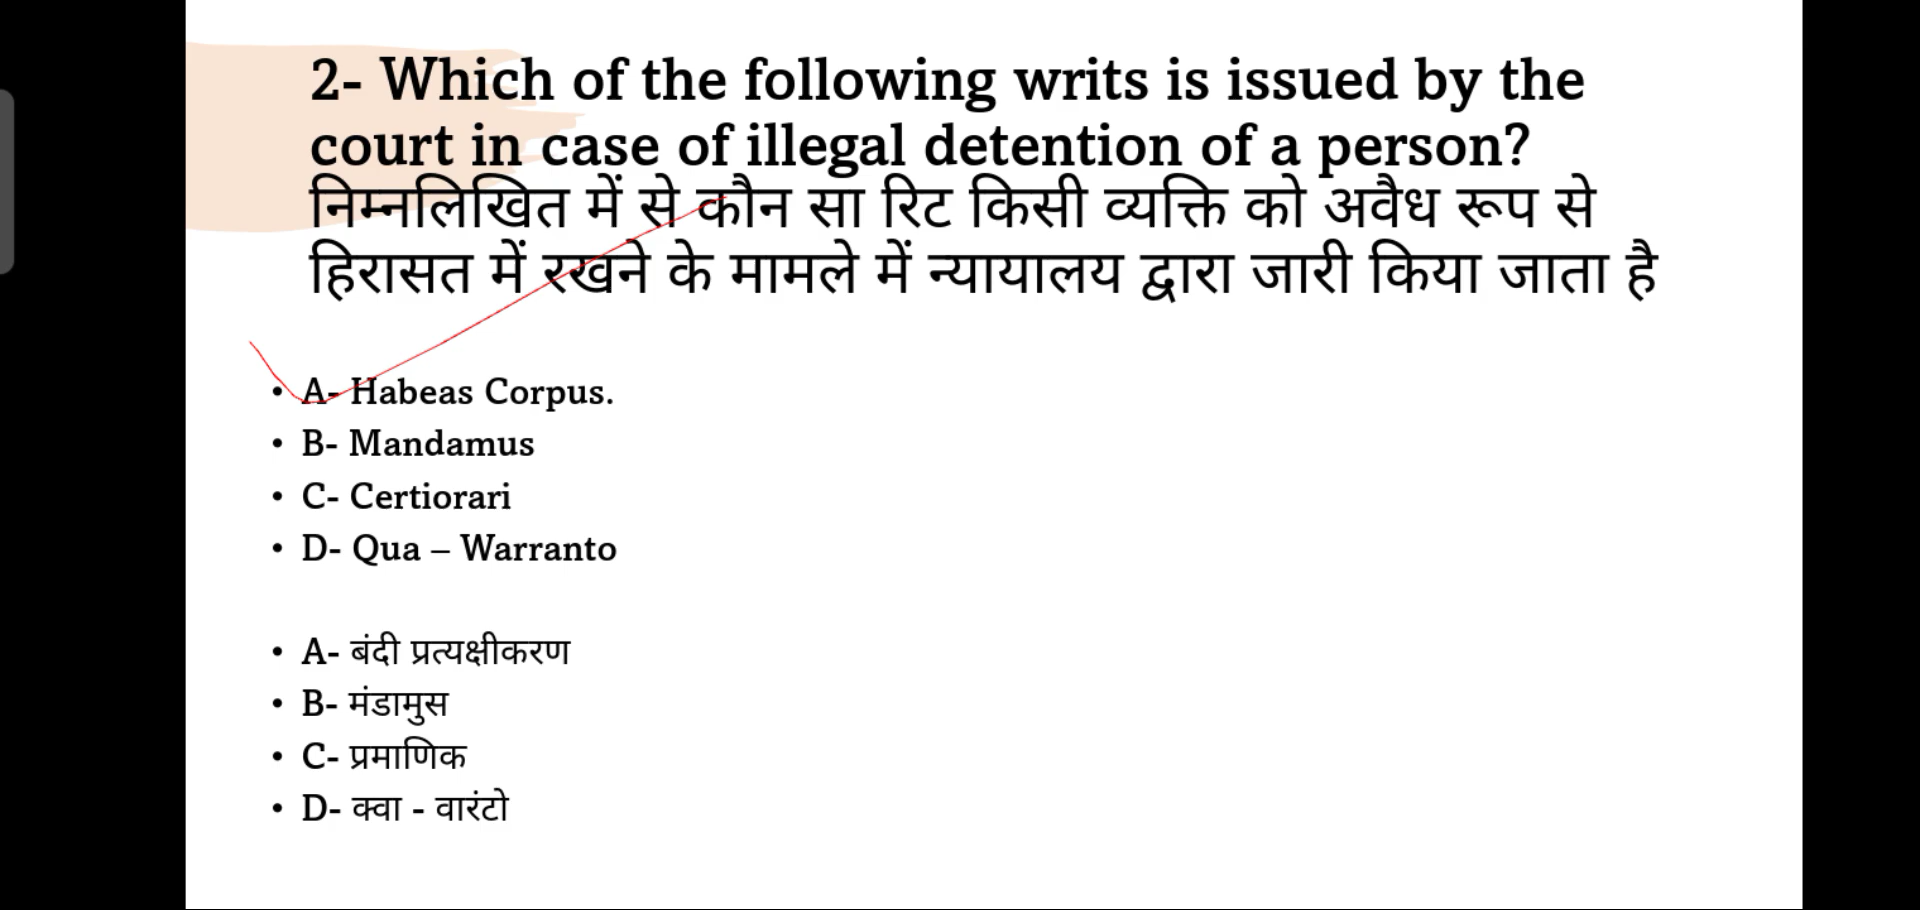 2- Which of the following writs is issued by the
court in case of illegal detention of a person?
निम्नलिखित में से कौन सा रिट किसी व्यक्ति को अवैध रूप से
हिरासत में रखने के मामले में न्यायालय द्वारा जारी किया जाता है
• A- Habeas Corpus.
• B- Mandamus
• C- Certiorari
• D- Qua – Warranto
• A- बंदी प्रत्यक्षीकरण
• B- मंडामुस
• C- प्रमाणिक
• D- क्वा - वारंटो